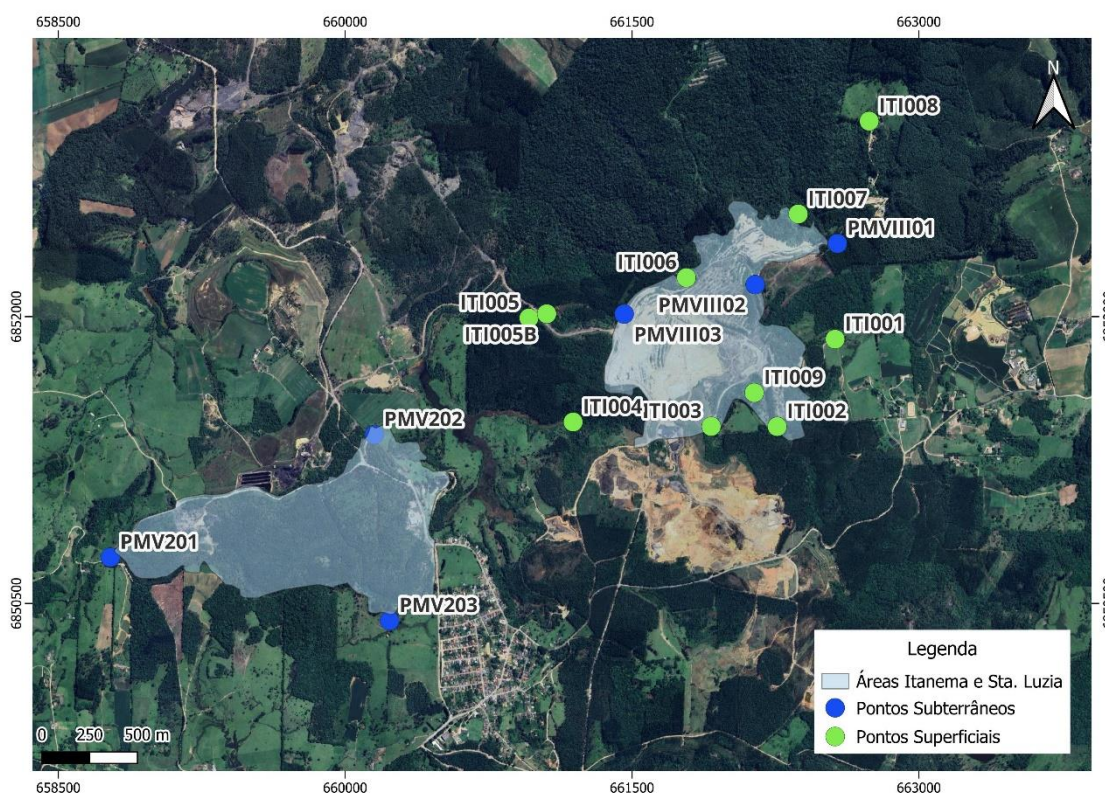 658500 660000 661500 663000
N
ITI008
ITI007
PMVIII01
ITI006
PMVIII02
ITI005
6852000
6852000
ITI005B
PMVIII03
ITI001
ITI009
ITI004
ITI003
ITI002
PMV202
PMV201
PMV203
6850500
6850500
Legenda
Áreas Itanema e Sta. Luzia
Pontos Subterrâneos
Pontos Superficiais
0 250 500 m
658500 660000 661500 663000